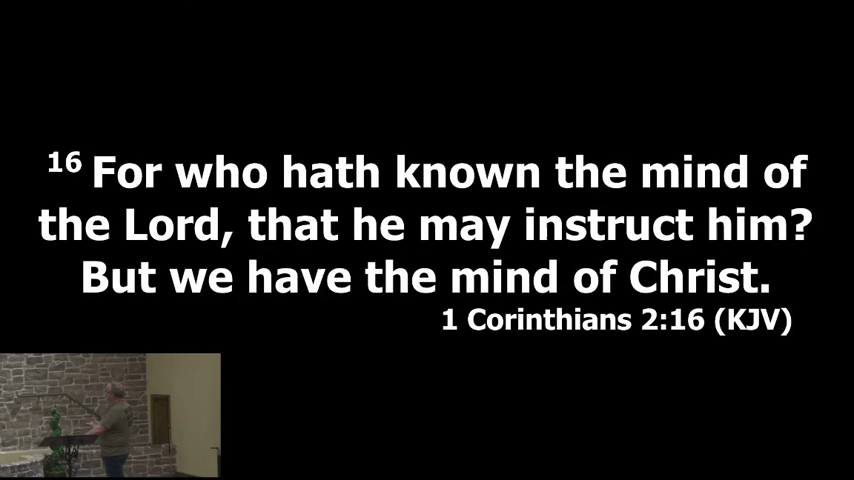 16 For who hath known the mind of
the Lord, that he may instruct him?
But we have the mind of Christ.
1 Corinthians 2:16 (KJV)